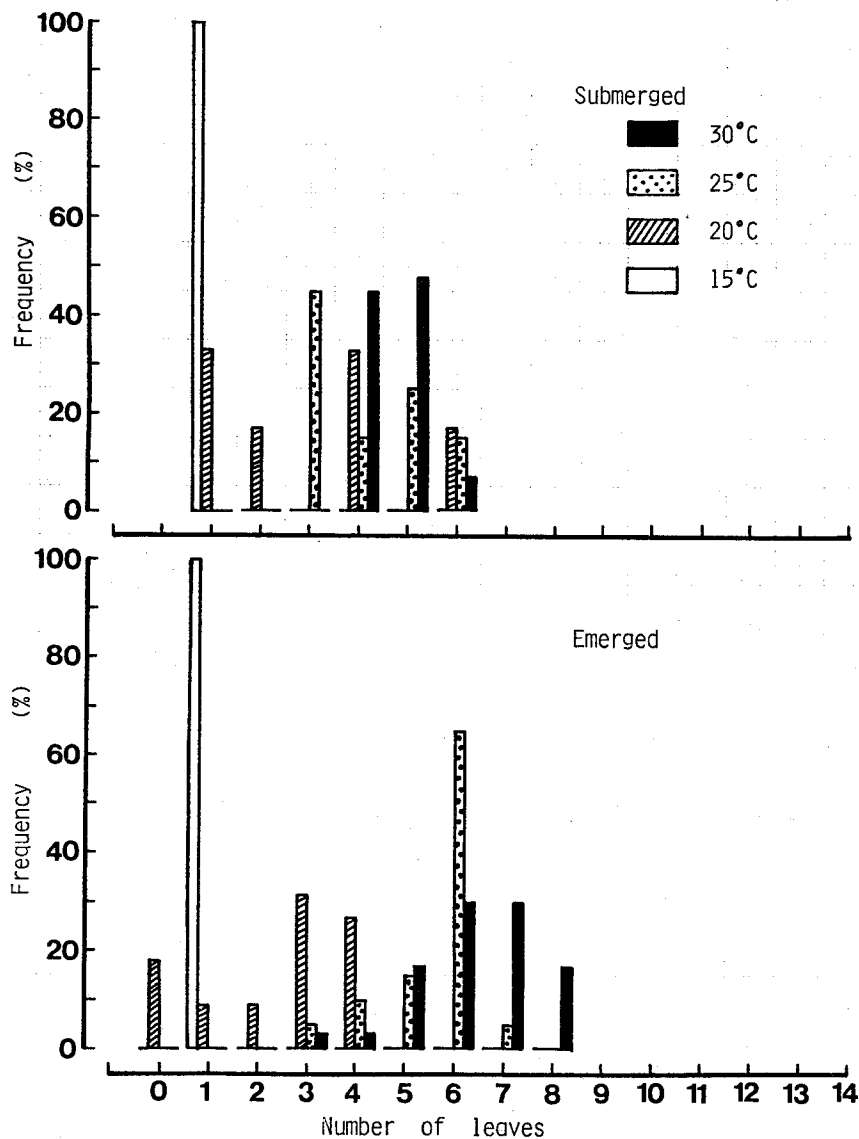 Frequency (%)
100
80
60
40
20
0
Submerged
30°C
25°C
20°C
15°C
Frequency (%)
100
80
60
40
20
0
Emerged
0 1 2 3 4 5 6 7 8 9 10 11 12 13 14
Number of leaves